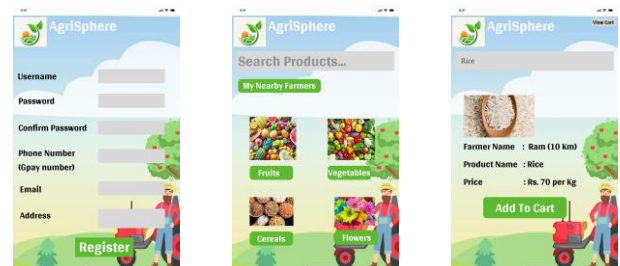 AgriSphere
Username
Password
Confirm Password
Phone Number
(Gpay number)
Email
Address
Register
AgriSphere
Search Products...
My Nearby Farmers
Fruits
Vegetables
Cereals
Flowers
AgriSphere
View Cart
Rice
Farmer Name : Ram (10 Km)
Product Name : Rice
Price : Rs. 70 per Kg
Add To Cart